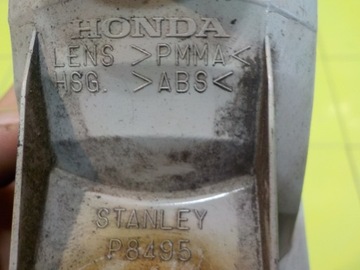 HONDA
LENS >PMMA<
HSG. >ABS<
STANLEY
P8495